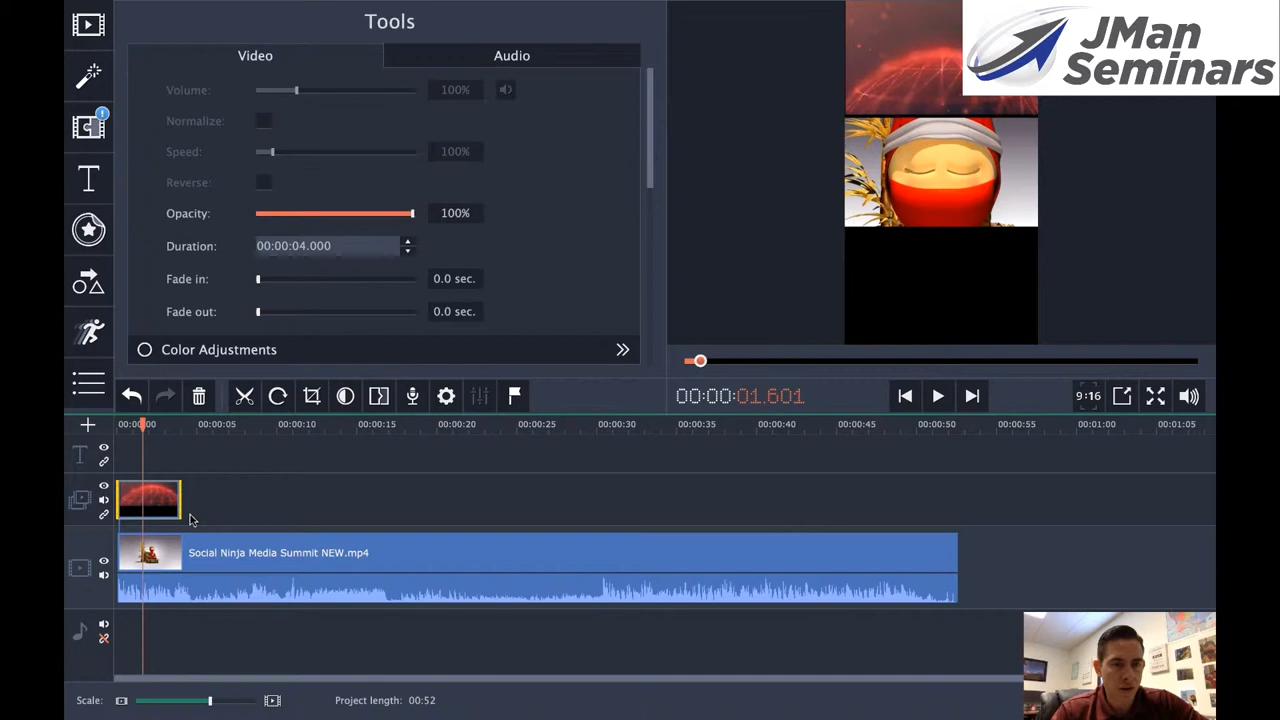 Tools
JMan
Seminars
Video
Audio
Volume:
100%
Normalize:
Speed:
100%
Reverse:
Opacity:
100%
Duration:
00:00:04.000
Fade in:
0.0 sec.
Fade out:
0.0 sec.
Color Adjustments
00:00:01.601
9:16
00:00:00
00:00:05
00:00:10
00:00:15
00:00:20
00:00:25
00:00:30
00:00:35
00:00:40
00:00:45
00:00:50
00:00:55
00:01:00
00:01:05
Social Ninja Media Summit NEW.mp4
Scale:
Project length: 00:52